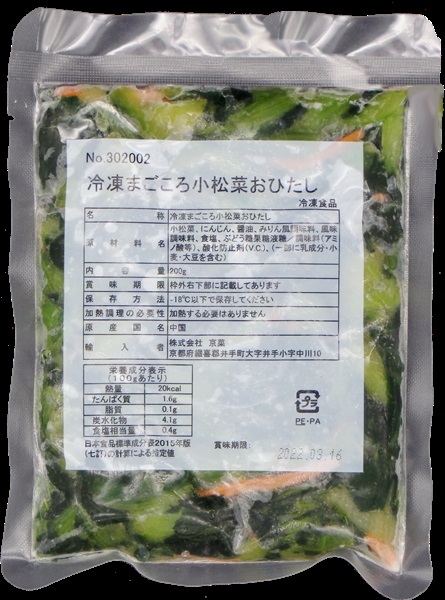 No 302002
冷凍まごころ小松菜おひたし
冷凍食品
名称 冷凍まごころ小松菜おひたし
原材料名 小松菜、にんじん、醤油、みりん風調味料、風味
調味料、食塩、ぶどう糖果糖液糖/調味料(アミ
ノ酸等)、酸化防止剤(V.C)、(一部に乳成分・小
麦・大豆を含む)
内容量 200g
賞味期限 枠外右下部に記載してあります
保存方法 -18℃以下で保存してください
加熱調理の必要性 加熱する必要はありません
原産国名 中国
輸入者 株式会社 京菜
京都府綴喜郡井手町大字井手小字中川10
栄養成分表示
(100gあたり)
熱量 20kcal
たんぱく質 1.6g
脂質 0.1g
炭水化物 4.1g
食塩相当量 0.4g
日本食品標準成分表2015年版
(七訂)の計算による推定値
プラ
PE・PA
賞味期限:
2022.09.16